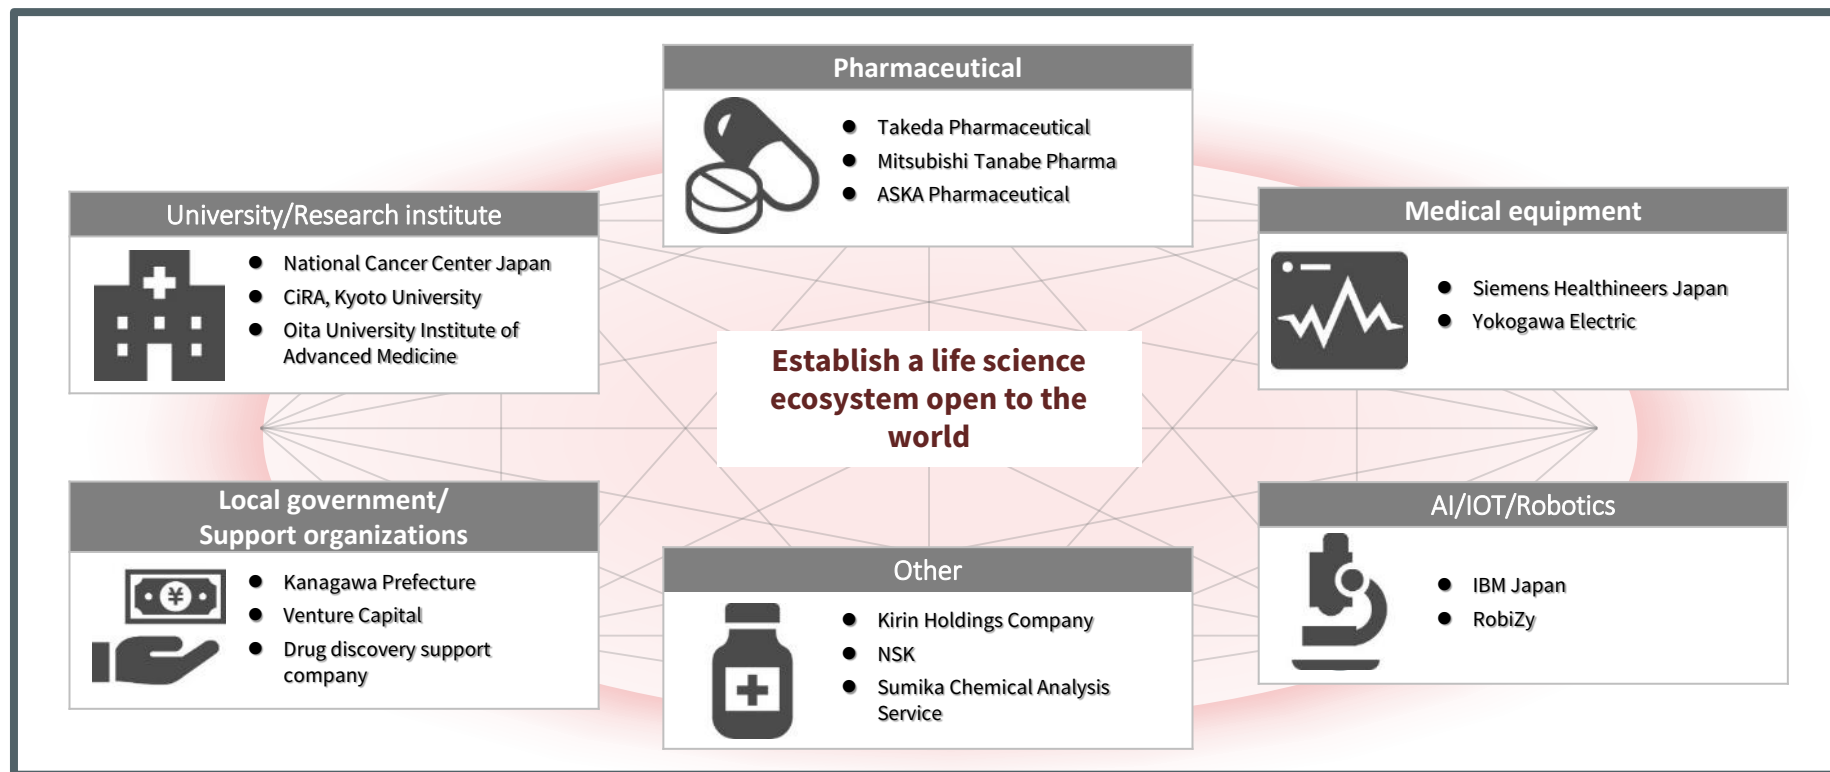 Pharmaceutical
Takeda Pharmaceutical
Mitsubishi Tanabe Pharma
ASKA Pharmaceutical
University/Research institute
National Cancer Center Japan
CiRA, Kyoto University
Oita University Institute of
Advanced Medicine
Medical equipment
Siemens Healthineers Japan
Yokogawa Electric
Establish a life science
ecosystem open to the
world
Local government/
Support organizations
¥
Kanagawa Prefecture
Venture Capital
Drug discovery support
company
Other
Kirin Holdings Company
NSK
Sumika Chemical Analysis
Service
AI/IOT/Robotics
IBM Japan
RobiZy